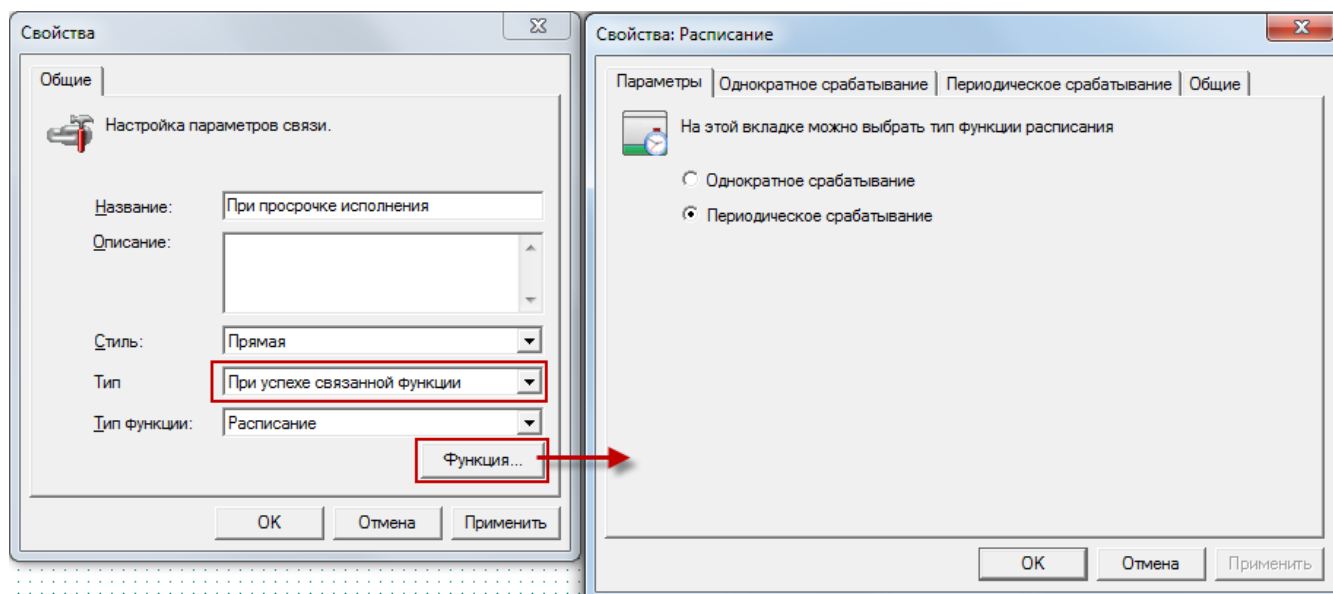 Свойства
Общие
Настройка параметров связи.
Название:
При просрочке исполнения
Описание:
Стиль:
Прямая
Тип
При успехе связанной функции
Тип функции:
Расписание
Функция...
OK
Отмена
Применить
Свойства: Расписание
Параметры
Однократное срабатывание
Периодическое срабатывание
Общие
На этой вкладке можно выбрать тип функции расписания
Однократное срабатывание
Периодическое срабатывание
OK
Отмена
Применить